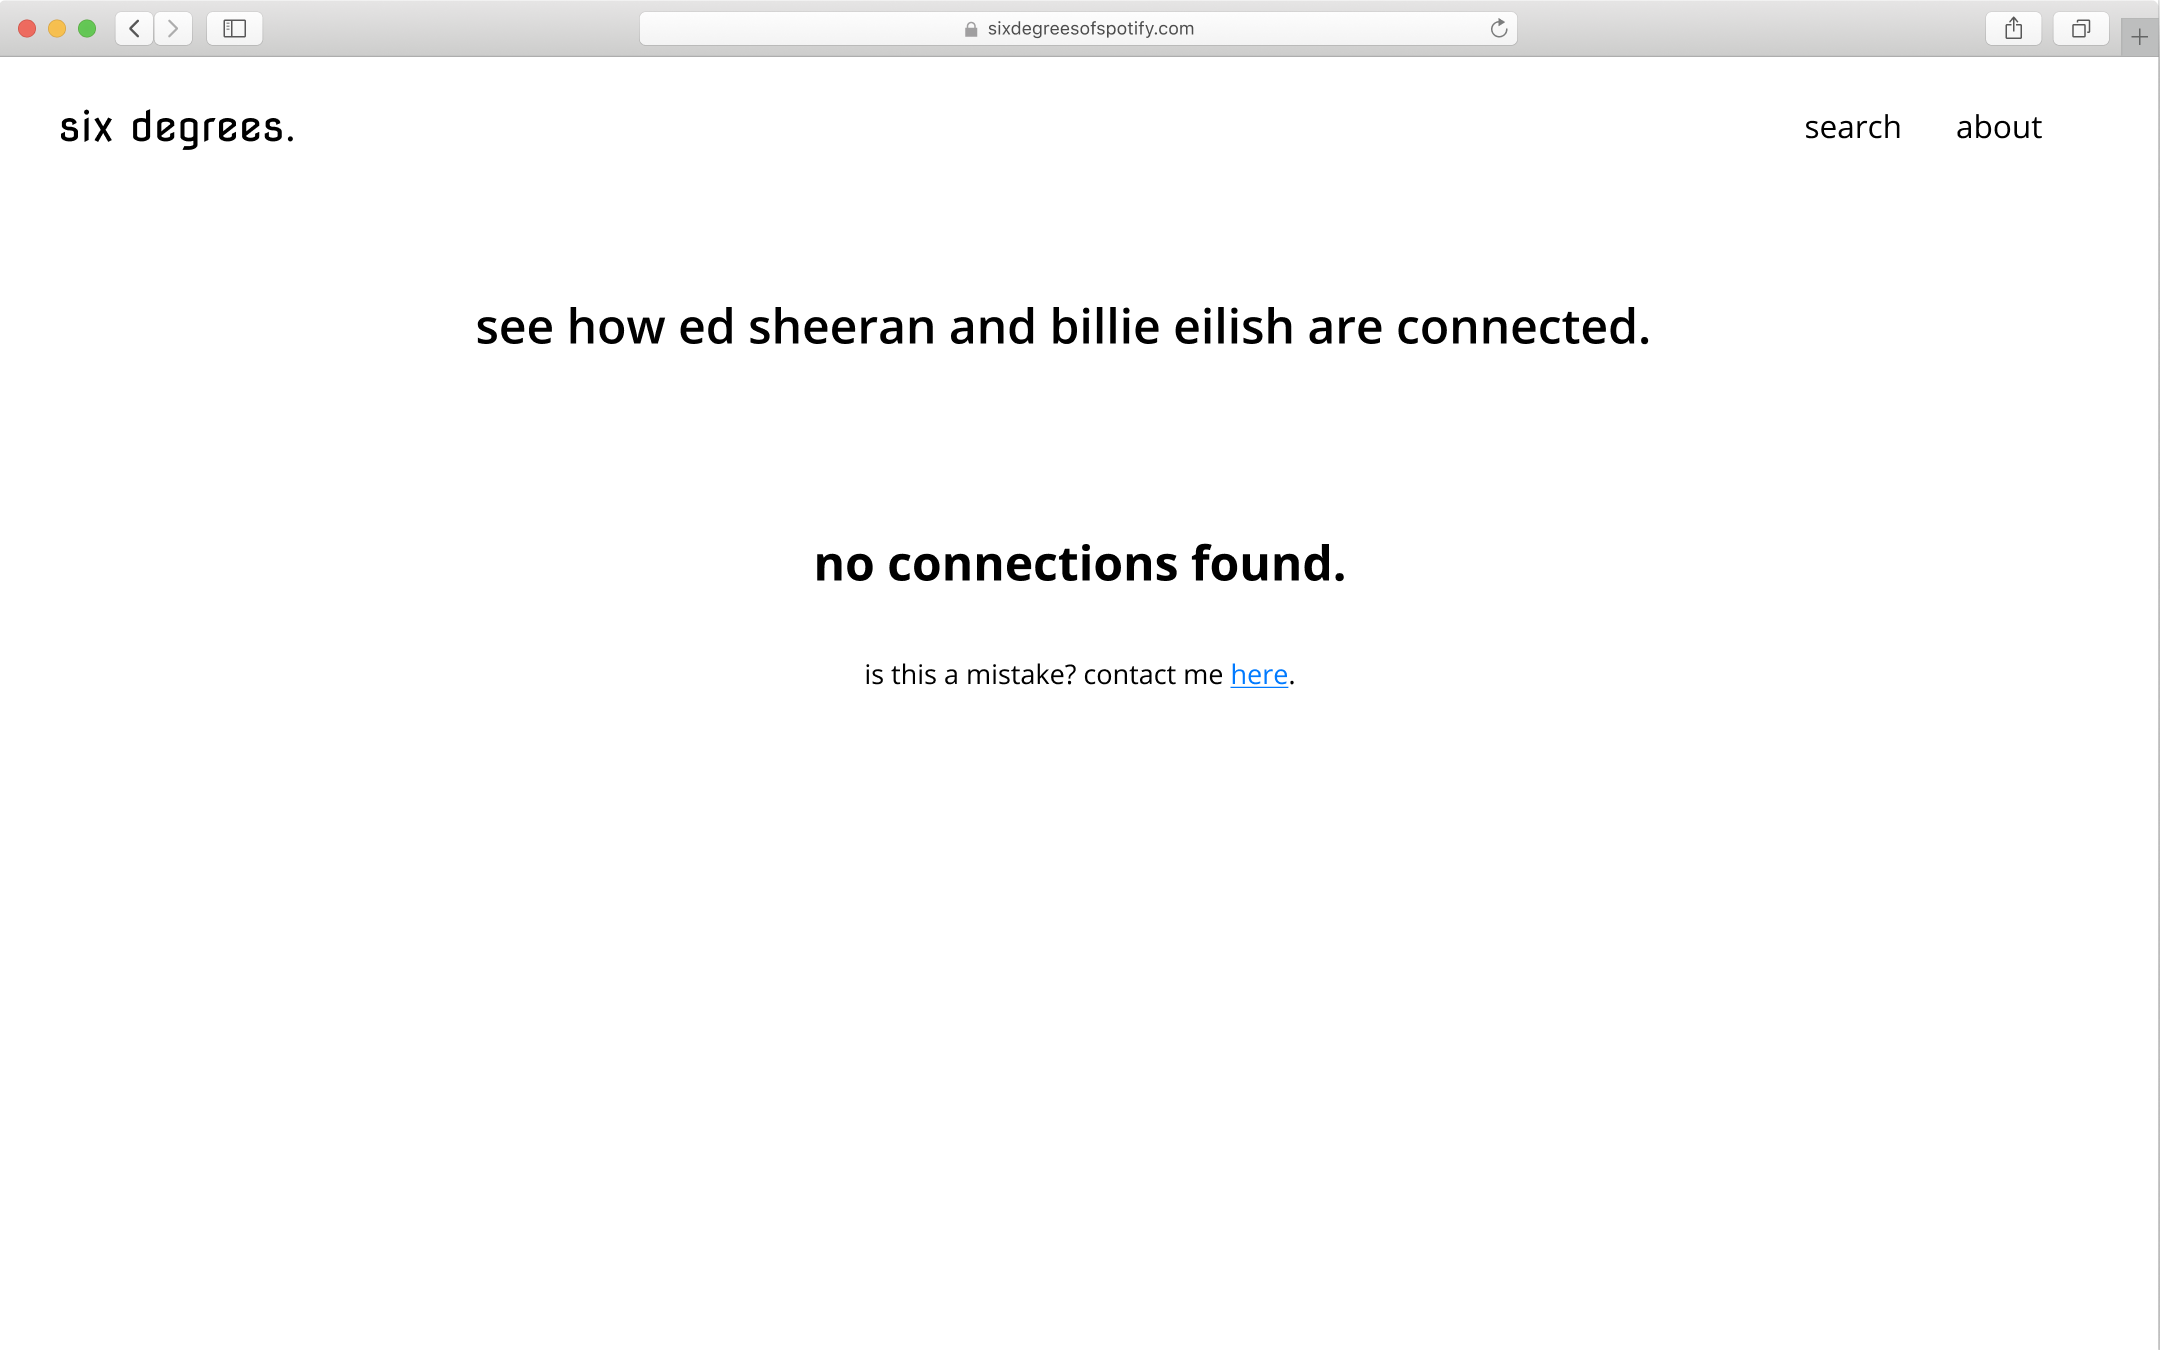 sixdegreesofspotify.com
six degrees.
search about
see how ed sheeran and billie eilish are connected.
no connections found.
is this a mistake? contact me here.